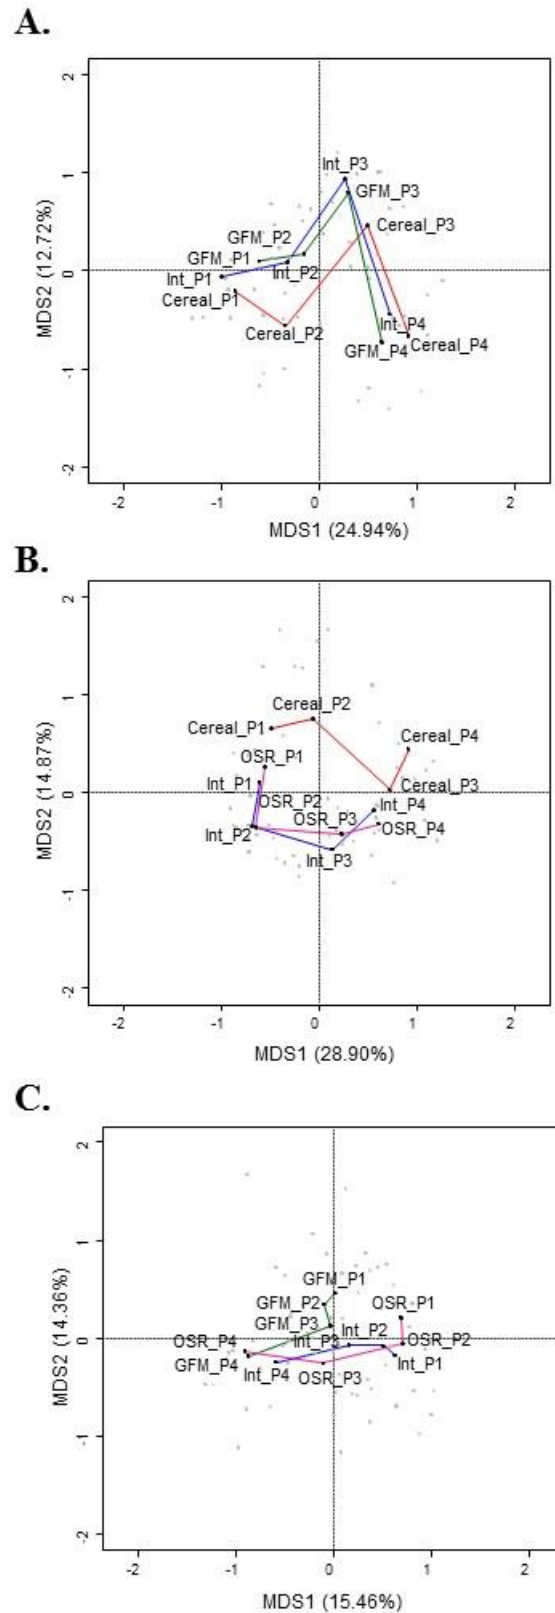 A.
2
1
0
-1
-2
MDS2 (12.72%)
Int_P3
GFM_P3
Cereal_P3
GFM_P2
GFM_P1
Int_P2
Int_P1
Cereal_P1
Cereal_P2
Int_P4
GFM_P4
Cereal_P4
-2 -1 0 1 2
MDS1 (24.94%)
B.
2
1
0
-1
-2
MDS2 (14.87%)
Cereal_P2
Cereal_P1
Cereal_P4
OSR_P1
Int_P1
Cereal_P3
OSR_P2
Int_P4
OSR_P3
OSR_P4
Int_P2
Int_P3
-2 -1 0 1 2
MDS1 (28.90%)
C.
2
1
0
-1
-2
MDS2 (14.36%)
GFM_P1
GFM_P2
OSR_P1
GFM_P3
Int_P2
OSR_P4
Int_P3
OSR_P2
GFM_P4
Int_P4
OSR_P3
Int_P1
-2 -1 0 1 2
MDS1 (15.46%)